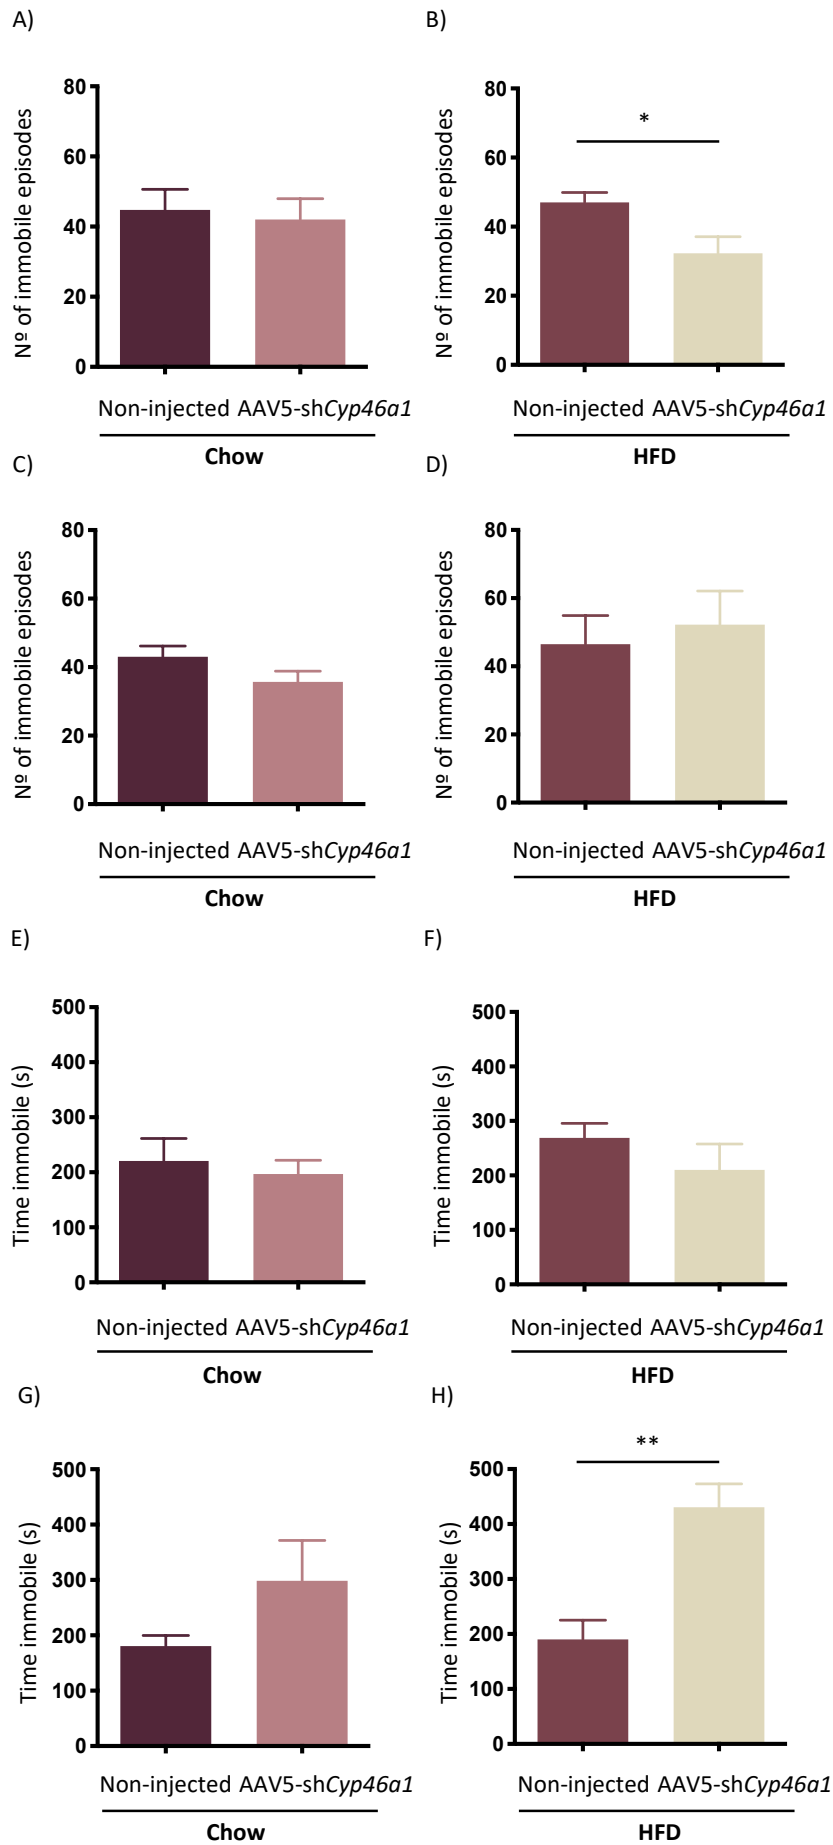 A)
Nº of immobile episodes
80
60
40
20
0
Non-injected AAV5-shCyp46a1
Chow
B)
Nº of immobile episodes
80
60
40
20
0
*
Non-injected AAV5-shCyp46a1
HFD
C)
Nº of immobile episodes
80
60
40
20
0
Non-injected AAV5-shCyp46a1
Chow
D)
Nº of immobile episodes
80
60
40
20
0
Non-injected AAV5-shCyp46a1
HFD
E)
Time immobile (s)
500
400
300
200
100
0
Non-injected AAV5-shCyp46a1
Chow
F)
Time immobile (s)
500
400
300
200
100
0
Non-injected AAV5-shCyp46a1
HFD
G)
Time immobile (s)
500
400
300
200
100
0
Non-injected AAV5-shCyp46a1
Chow
H)
Time immobile (s)
500
400
300
200
100
0
**
Non-injected AAV5-shCyp46a1
HFD